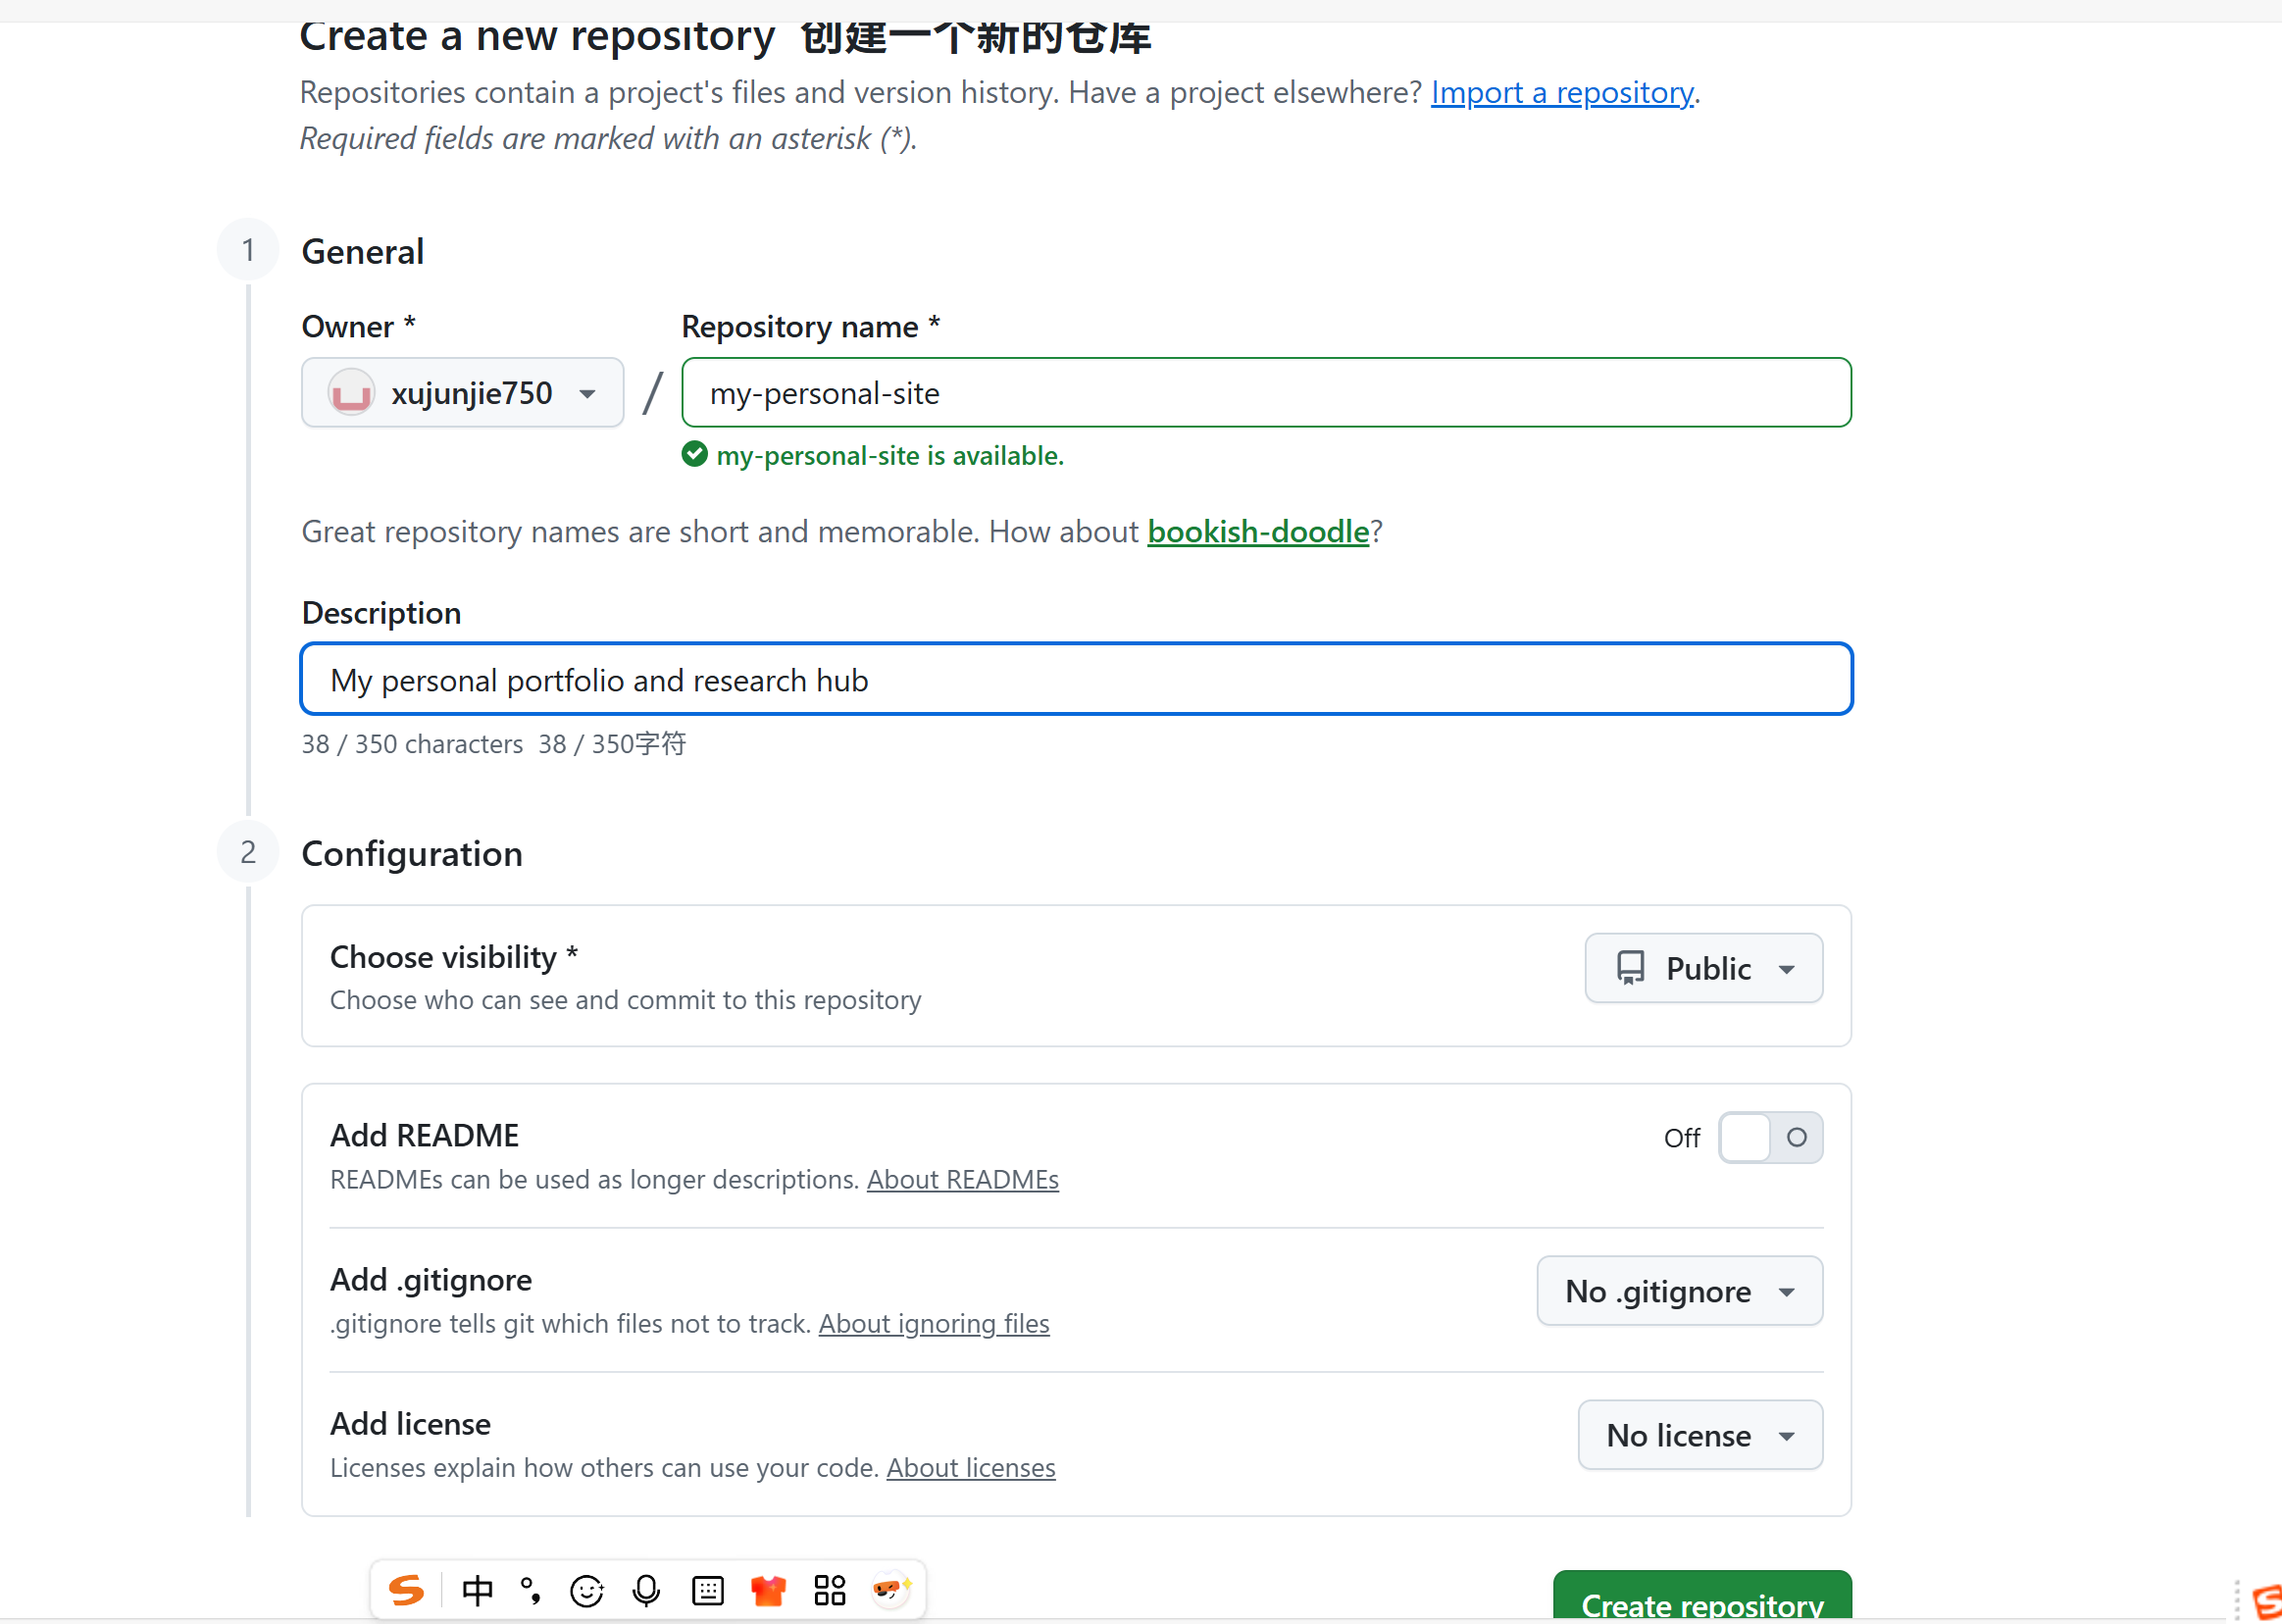 Create a new repository 创建一个新的仓库
Repositories contain a project's files and version history. Have a project elsewhere? Import a repository.
Required fields are marked with an asterisk (*).
1 General
Owner * Repository name *
xujunjie750 / my-personal-site
my-personal-site is available.
Great repository names are short and memorable. How about bookish-doodle?
Description
My personal portfolio and research hub
38 / 350 characters 38 / 350字符
2 Configuration
Choose visibility * Public
Choose who can see and commit to this repository
Add README Off
READMEs can be used as longer descriptions. About READMEs
Add .gitignore No .gitignore
.gitignore tells git which files not to track. About ignoring files
Add license No license
Licenses explain how others can use your code. About licenses
中
Create repository